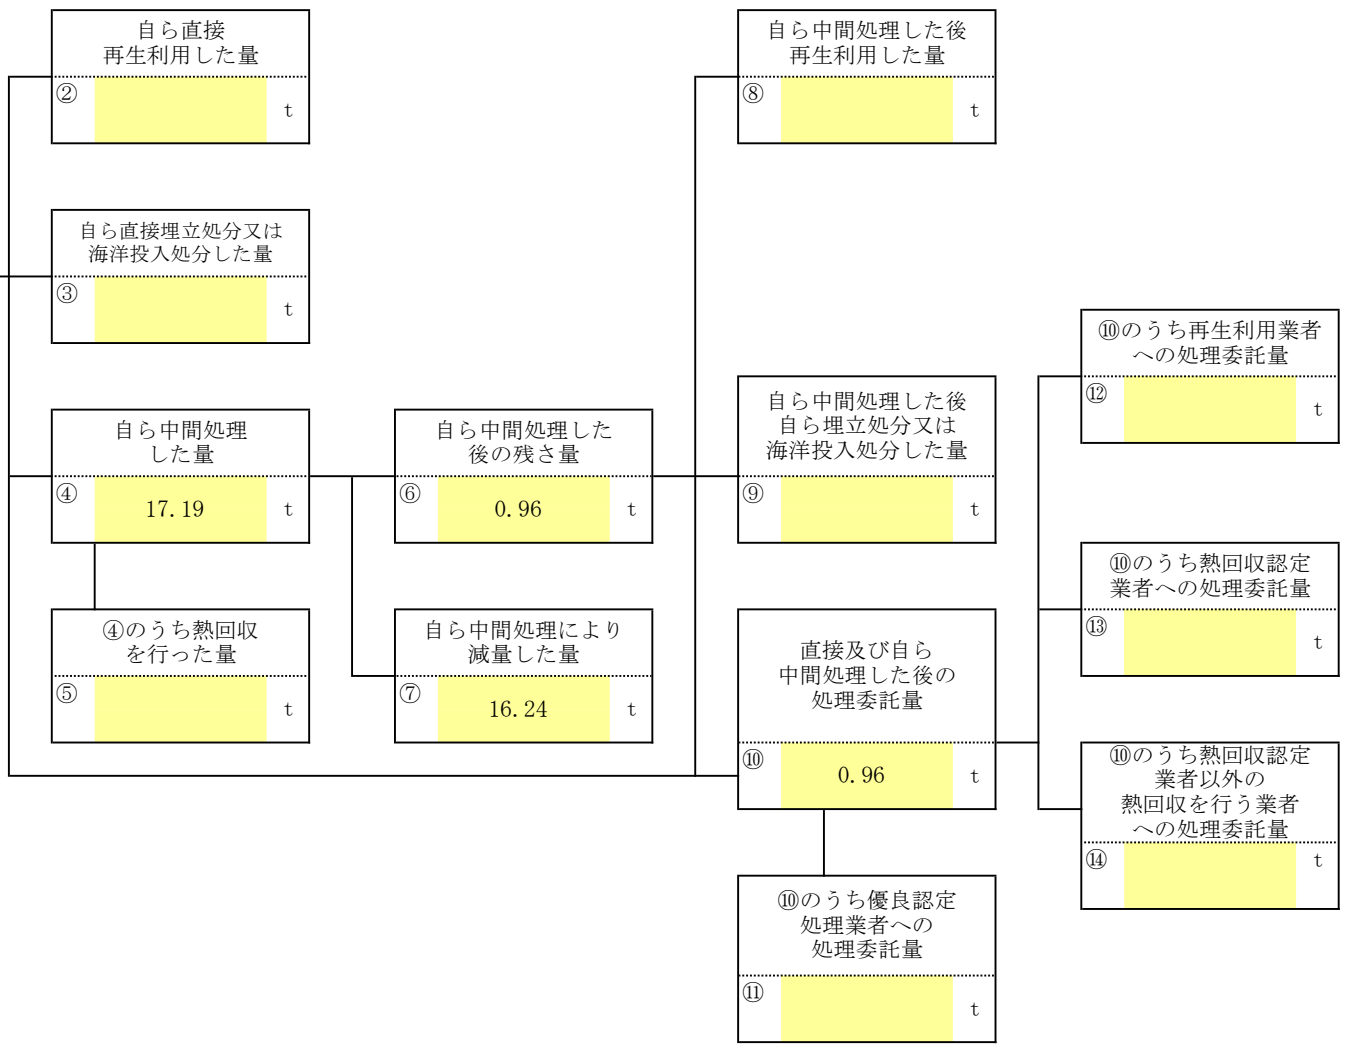 自ら直接
再生利用した量
②
t
自ら中間処理した後
再生利用した量
⑧
t
自ら直接埋立処分又は
海洋投入処分した量
③
t
⑩のうち再生利用業者
への処理委託量
⑫
t
自ら中間処理
した量
④
17.19
t
自ら中間処理した
後の残さ量
⑥
0.96
t
自ら中間処理した後
自ら埋立処分又は
海洋投入処分した量
⑨
t
⑩のうち熱回収認定
業者への処理委託量
⑬
t
④のうち熱回収
を行った量
⑤
t
自ら中間処理により
減量した量
⑦
16.24
t
直接及び自ら
中間処理した後の
処理委託量
⑩
0.96
t
⑩のうち熱回収認定
業者以外の
熱回収を行う業者
への処理委託量
⑭
t
⑩のうち優良認定
処理業者への
処理委託量
⑪
t